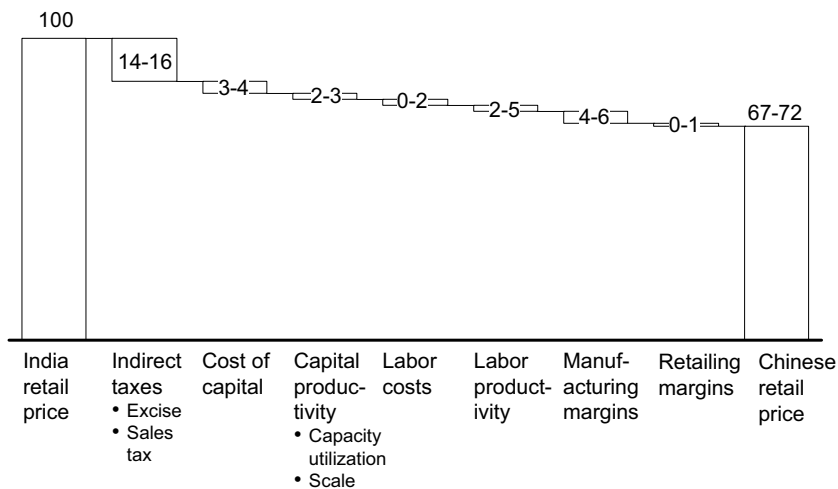 100
14-16
3-4
2-3
0-2
2-5
4-6
0-1
67-72
India
retail
price
Indirect
taxes
• Excise
• Sales
tax
Cost of
capital
Capital
produc-
tivity
• Capacity
utilization
• Scale
Labor
costs
Labor
product-
ivity
Manuf-
acturing
margins
Retailing
margins
Chinese
retail
price